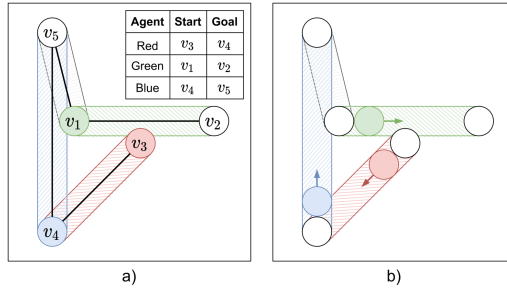 Agent Start Goal
Red v3 v4
Green v1 v2
Blue v4 v5
v5
v1
v2
v3
v4
a)
b)